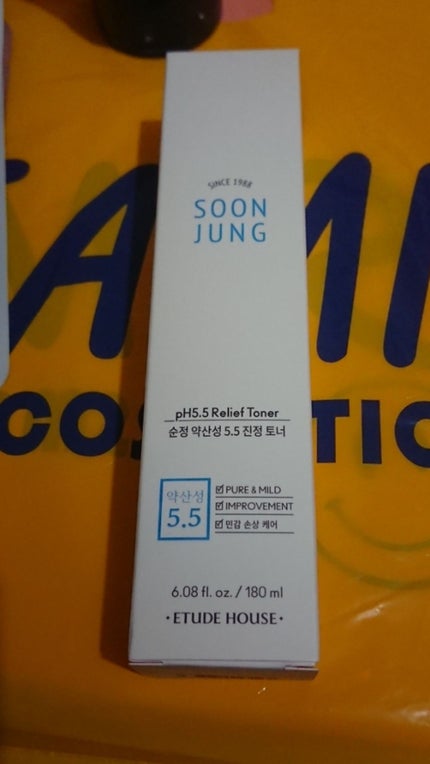 SINCE 1988
SOON
JUNG
pH5.5 Relief Toner
순정 약산성 5.5 진정 토너
약산성
5.5
PURE & MILD
IMPROVEMENT
민감 손상 케어
6.08 fl. oz. / 180 ml
· ETUDE HOUSE ·